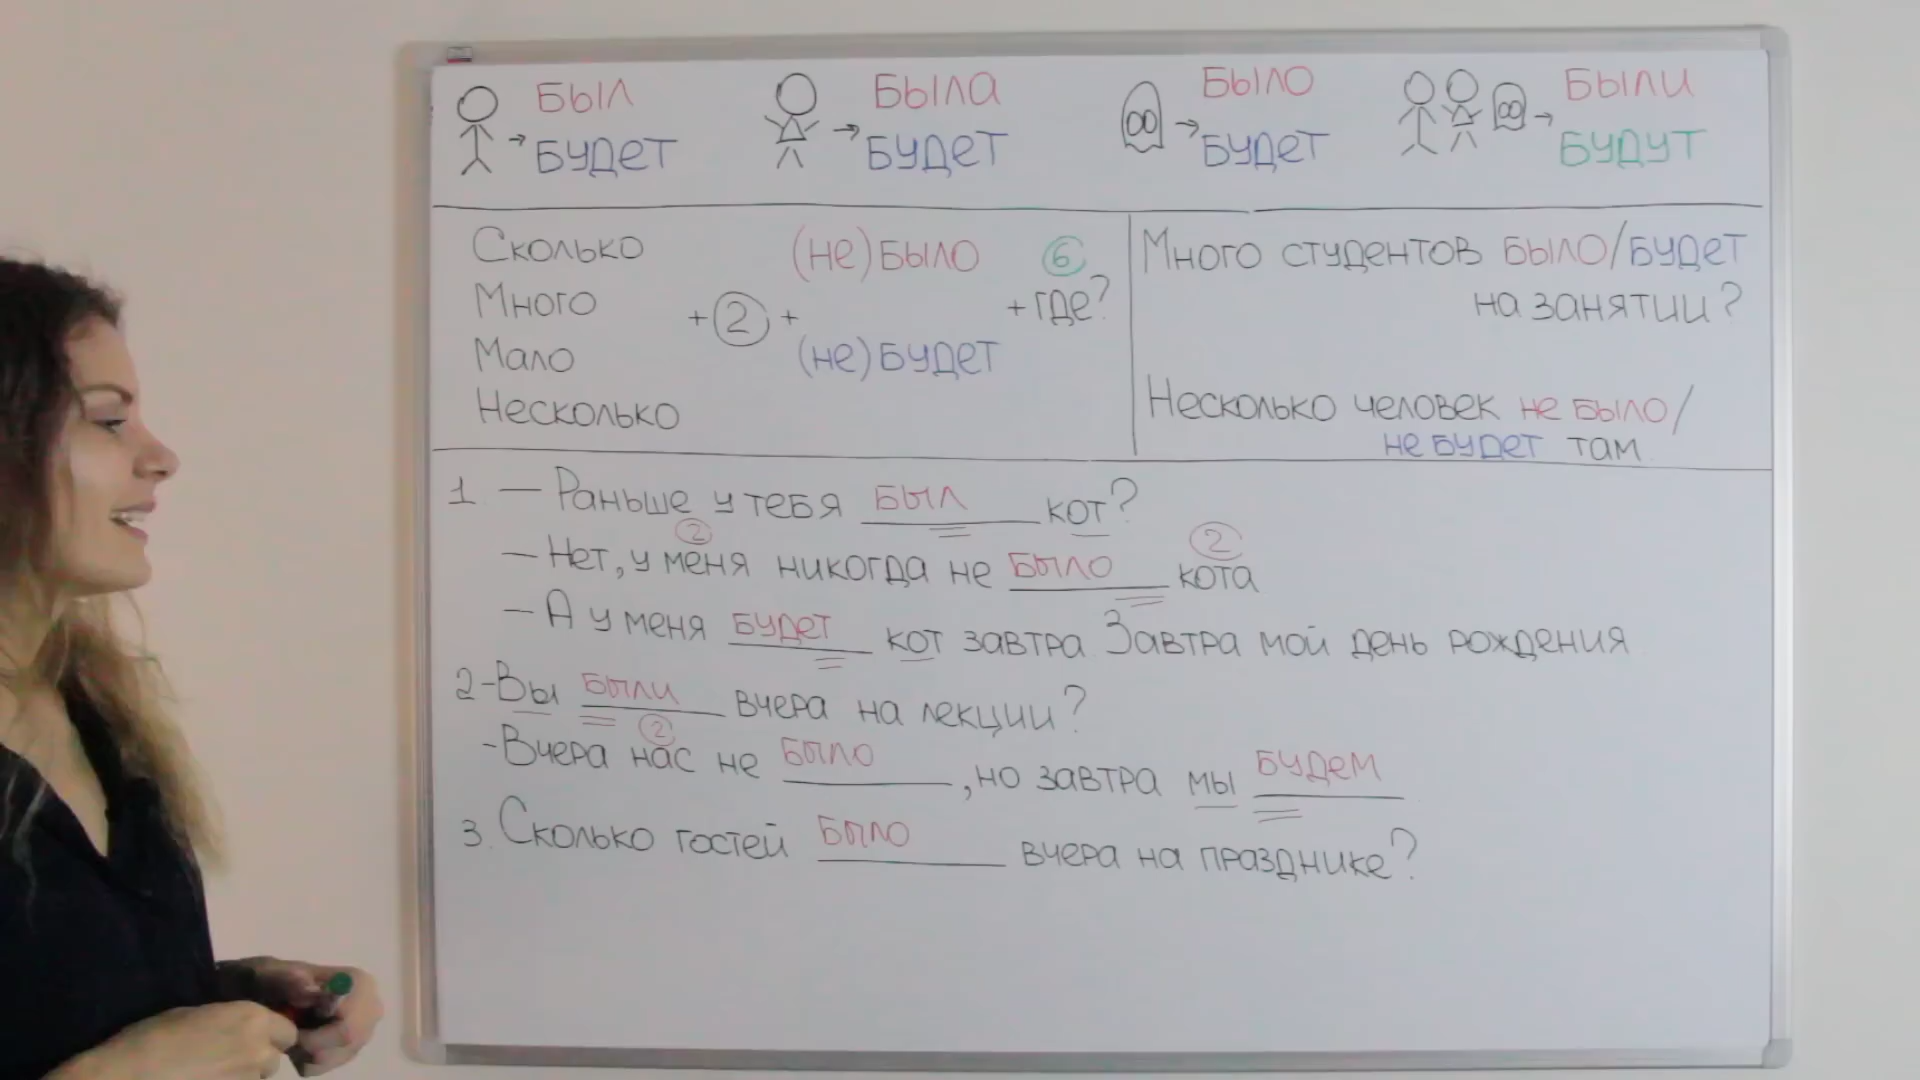 БЫЛ БЫЛА БЫЛО БЫЛИ
→ БУДЕТ → БУДЕТ → БУДЕТ → БУДУТ
Сколько (не) БЫЛО 6
Много + 2 + + где?
Мало (не) БУДЕТ
Несколько
Много студентов БЫЛО/БУДЕТ
на занятии?
Несколько человек не БЫЛО/
не БУДЕТ там
1. — Раньше у тебя БЫЛ кот?
2 2
— Нет, у меня никогда не БЫЛО кота
— А у меня БУДЕТ кот завтра. Завтра мой день рождения
2 - Вы БЫЛИ вчера на лекции?
2
- Вчера нас не БЫЛО, но завтра мы БУДЕМ
3. Сколько гостей БЫЛО вчера на празднике?